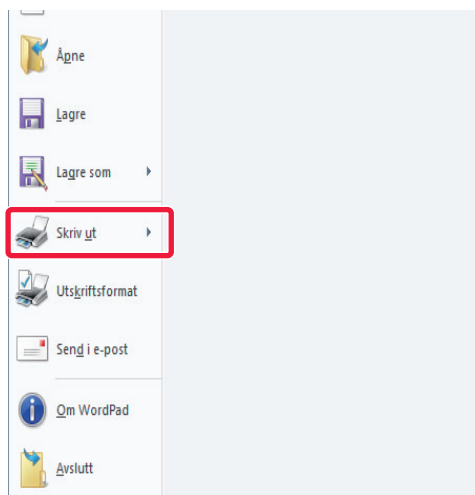 Åpne
Lagre
Lagre som
Skriv ut
Utskriftsformat
Send i e-post
Om WordPad
Avslutt